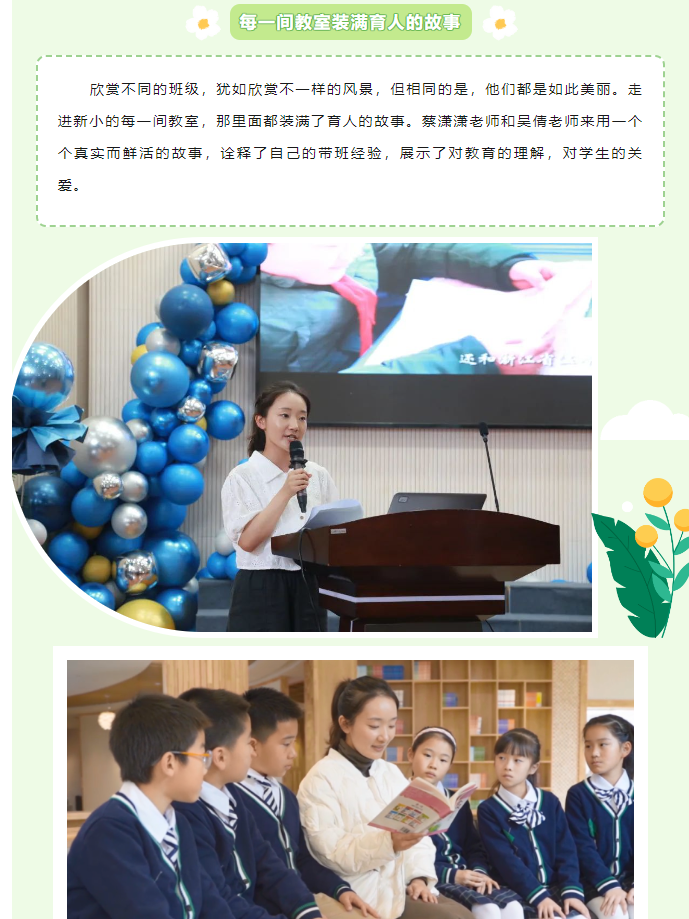 每一间教室装满育人的故事
欣赏不同的班级，犹如欣赏不一样的风景，但相同的是，他们都是如此美丽。走
进新小的每一间教室，那里面都装满了育人的故事。蔡潇潇老师和吴倩老师来用一个
个真实而鲜活的故事，诠释了自己的带班经验，展示了对教育的理解，对学生的关
爱。
还和浙江省